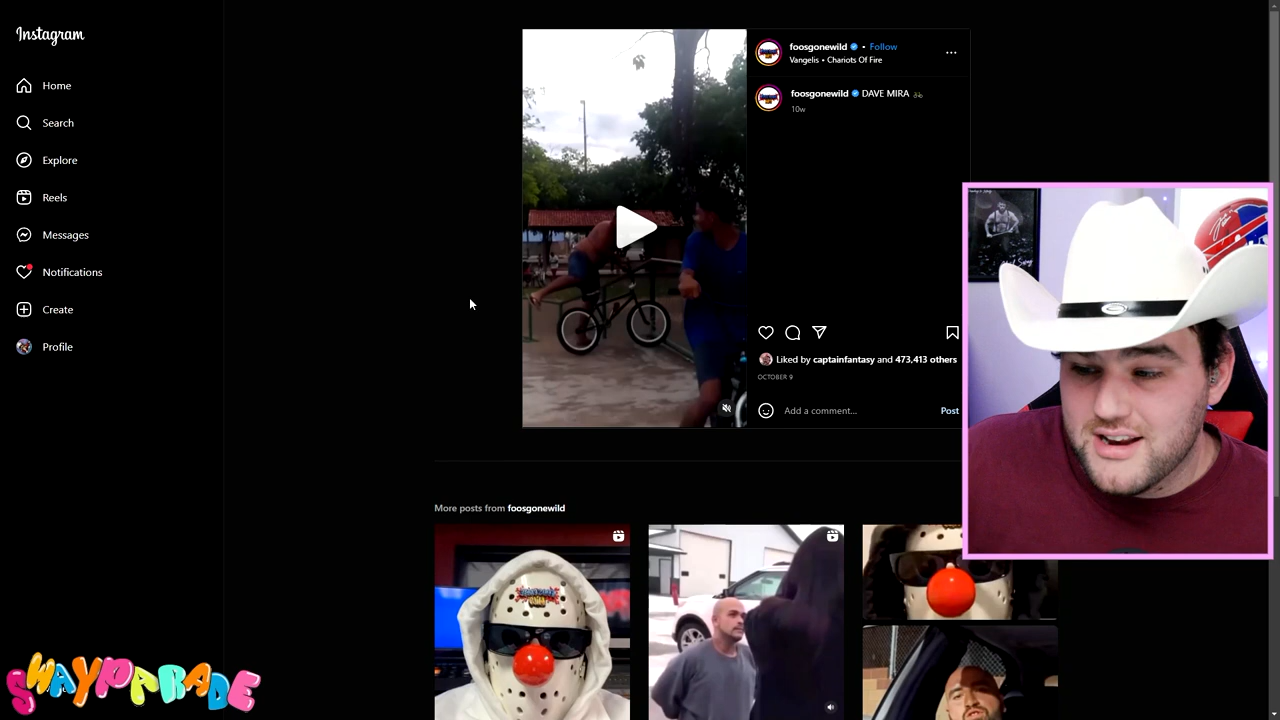 Instagram
Home
Search
Explore
Reels
Messages
Notifications
Create
Profile
foosgonewild • Follow
Vangelis • Chariots Of Fire
foosgonewild DAVE MIRA 🚲
10w
Liked by captainfantasy and 473,413 others
OCTOBER 9
Add a comment...
Post
More posts from foosgonewild
SWAYPARADE